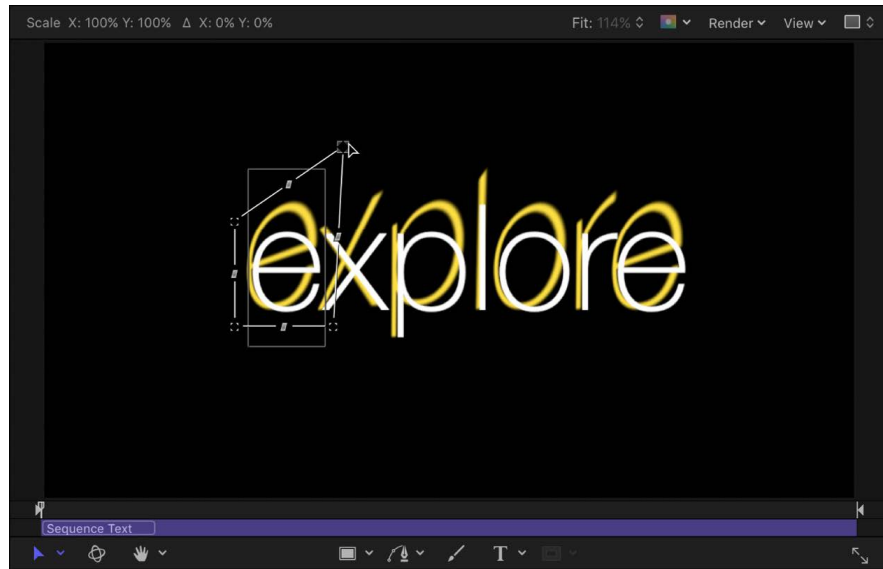 Scale X: 100% Y: 100% Δ X: 0% Y: 0% Fit: 114% Render View
explore
Sequence Text
T